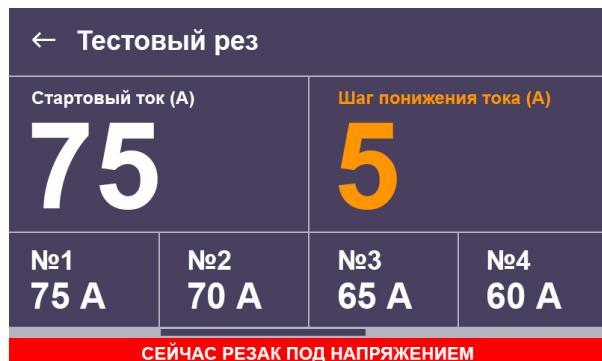 ← Тестовый рез
Стартовый ток (А)
Шаг понижения тока (А)
75
5
№1
№2
№3
№4
75 А
70 А
65 А
60 А
СЕЙЧАС РЕЗАК ПОД НАПРЯЖЕНИЕМ